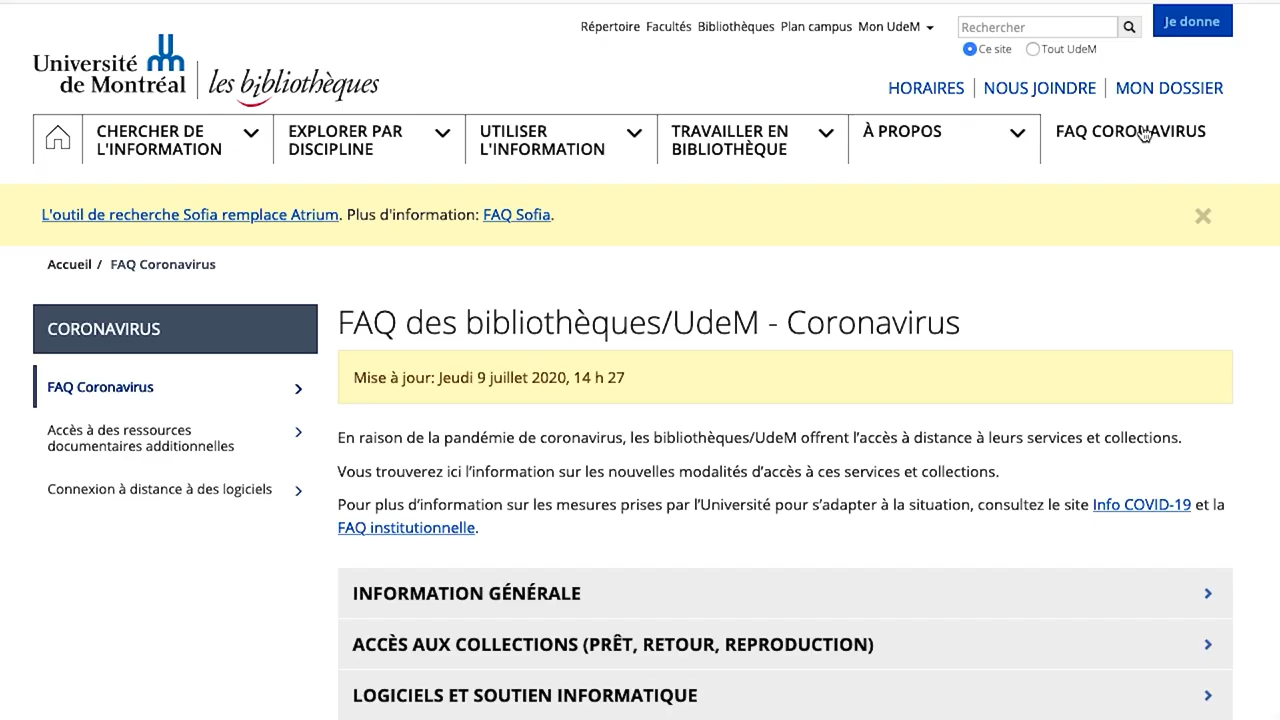 Répertoire Facultés Bibliothèques Plan campus Mon UdeM
Rechercher
Je donne
Ce site Tout UdeM
Université de Montréal
les bibliothèques
HORAIRES NOUS JOINDRE MON DOSSIER
CHERCHER DE
L'INFORMATION
EXPLORER PAR
DISCIPLINE
UTILISER
L'INFORMATION
TRAVAILLER EN
BIBLIOTHÈQUE
À PROPOS
FAQ CORONAVIRUS
L'outil de recherche Sofia remplace Atrium. Plus d'information: FAQ Sofia.
Accueil / FAQ Coronavirus
CORONAVIRUS
FAQ Coronavirus
Accès à des ressources
documentaires additionnelles
Connexion à distance à des logiciels
FAQ des bibliothèques/UdeM - Coronavirus
Mise à jour: Jeudi 9 juillet 2020, 14 h 27
En raison de la pandémie de coronavirus, les bibliothèques/UdeM offrent l’accès à distance à leurs services et collections.
Vous trouverez ici l’information sur les nouvelles modalités d’accès à ces services et collections.
Pour plus d’information sur les mesures prises par l’Université pour s’adapter à la situation, consultez le site Info COVID-19 et la
FAQ institutionnelle.
INFORMATION GÉNÉRALE
ACCÈS AUX COLLECTIONS (PRÊT, RETOUR, REPRODUCTION)
LOGICIELS ET SOUTIEN INFORMATIQUE